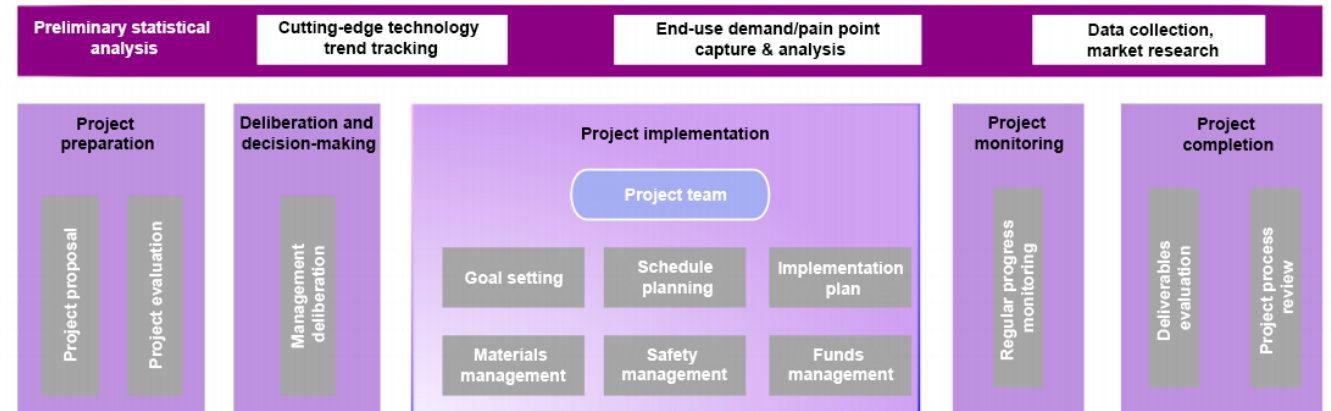 Preliminary statistical
analysis
Cutting-edge technology
trend tracking
End-use demand/pain point
capture & analysis
Data collection,
market research
Project
preparation
Project proposal
Project evaluation
Deliberation and
decision-making
Management
deliberation
Project implementation
Project team
Goal setting
Schedule
planning
Implementation
plan
Materials
management
Safety
management
Funds
management
Project
monitoring
Regular progress
monitoring
Project
completion
Deliverables
evaluation
Project process
review